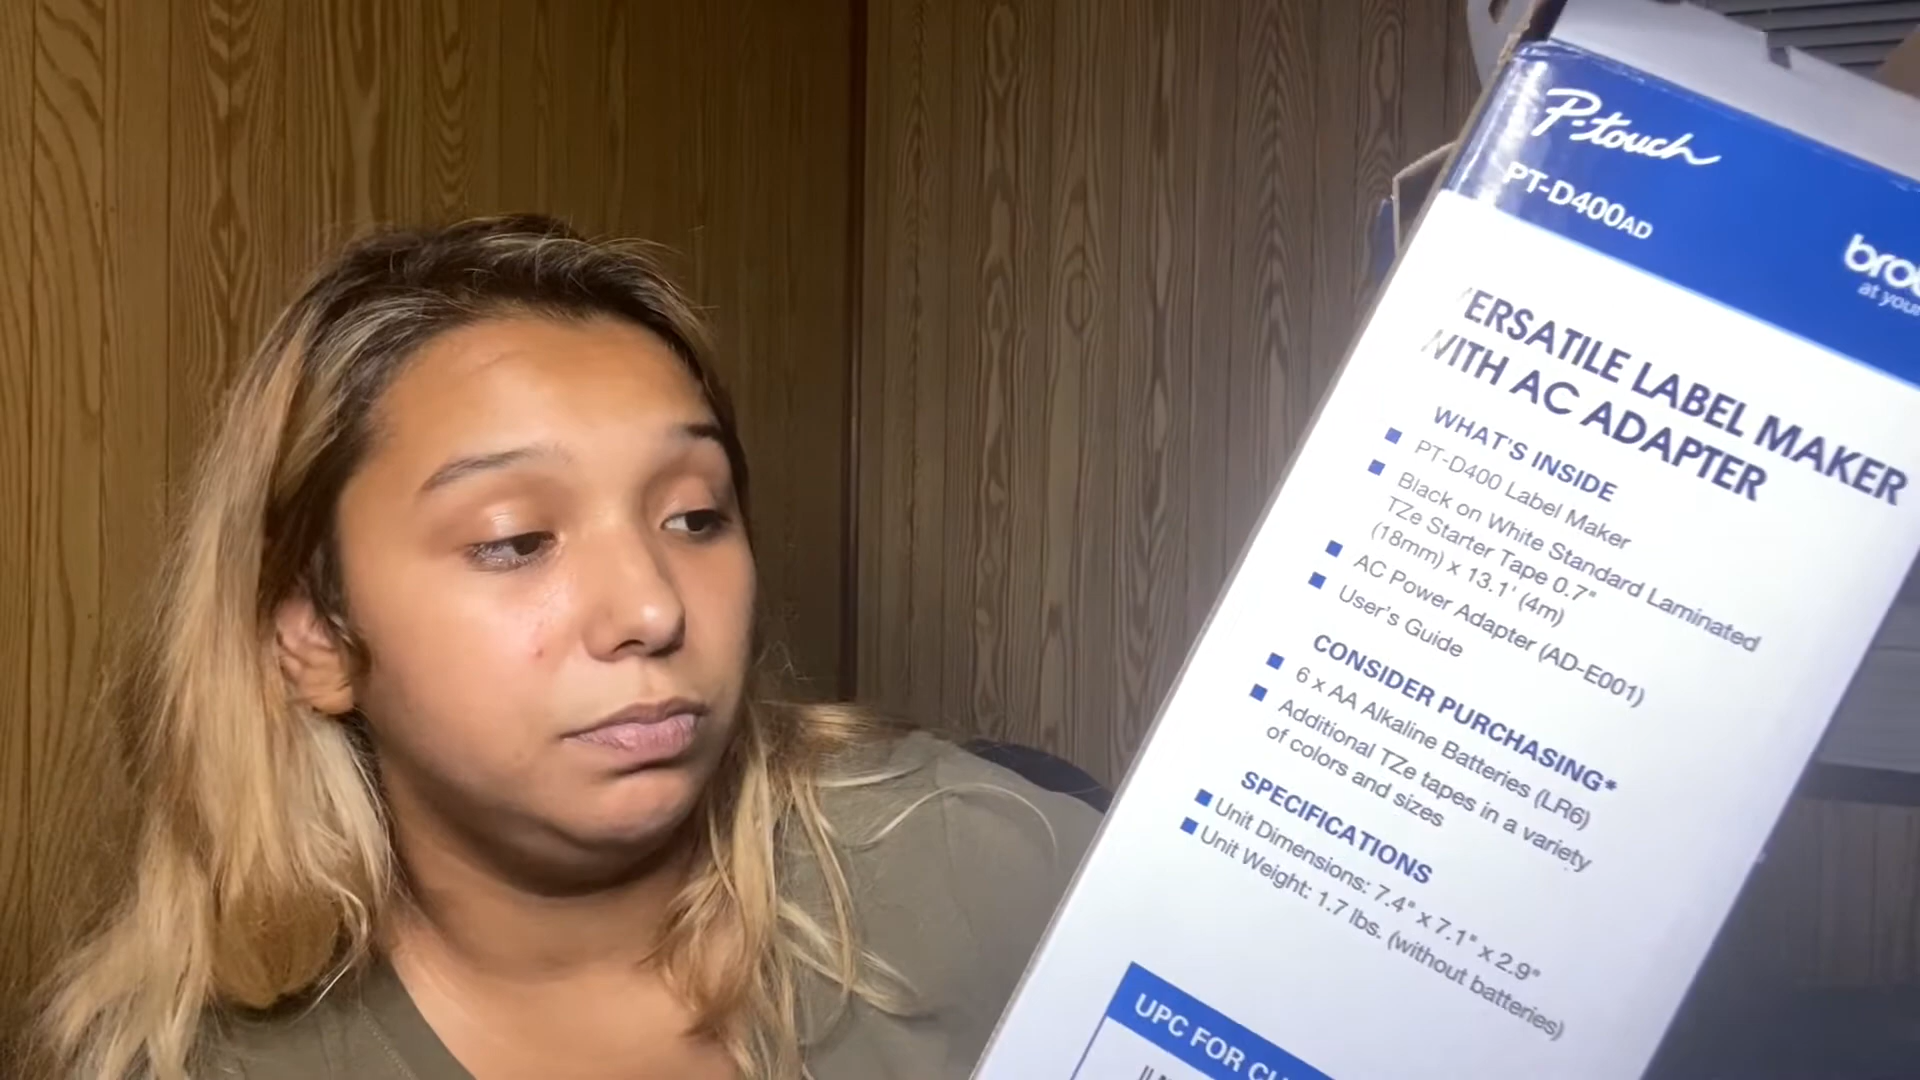 P-touch
PT-D400AD
at your
ERSATILE LABEL MAKER
WITH AC ADAPTER
WHAT'S INSIDE
PT-D400 Label Maker
Black on White Standard Laminated
TZe Starter Tape 0.7"
(18mm) x 13.1' (4m)
AC Power Adapter (AD-E001)
User's Guide
CONSIDER PURCHASING*
6 x AA Alkaline Batteries (LR6)
Additional TZe tapes in a variety
of colors and sizes
SPECIFICATIONS
Unit Dimensions: 7.4" x 7.1" x 2.9"
Unit Weight: 1.7 lbs. (without batteries)
UPC FOR